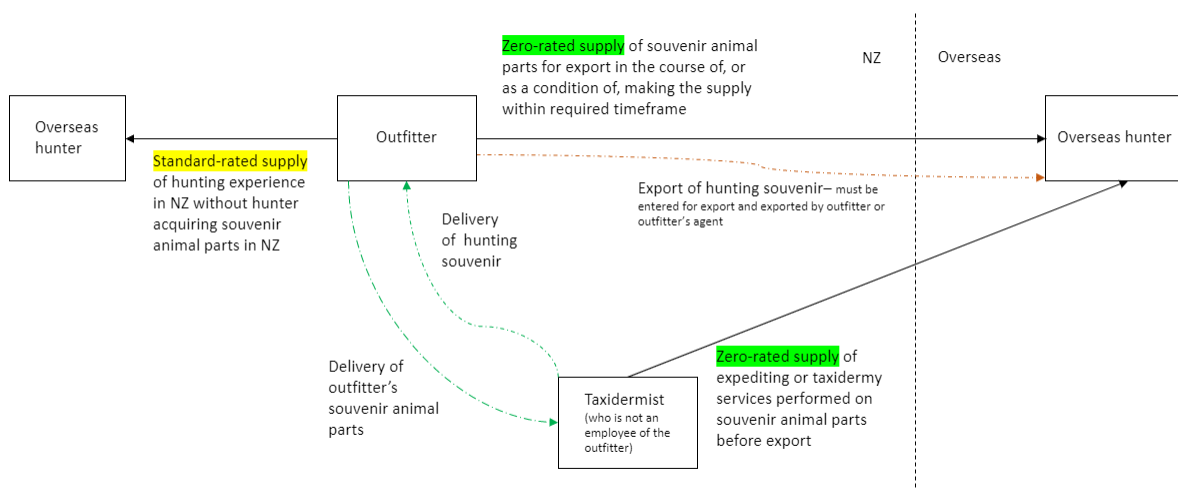 Zero-rated supply of souvenir animal
parts for export in the course of, or
as a condition of, making the supply
within required timeframe
NZ
Overseas
Overseas
hunter
Outfitter
Overseas hunter
Standard-rated supply
of hunting experience
in NZ without hunter
acquiring souvenir
animal parts in NZ
Export of hunting souvenir– must be
entered for export and exported by outfitter or
outfitter's agent
Delivery
of hunting
souvenir
Delivery of
outfitter's
souvenir animal
parts
Taxidermist
(who is not an
employee of the
outfitter)
Zero-rated supply of
expediting or taxidermy
services performed on
souvenir animal parts
before export